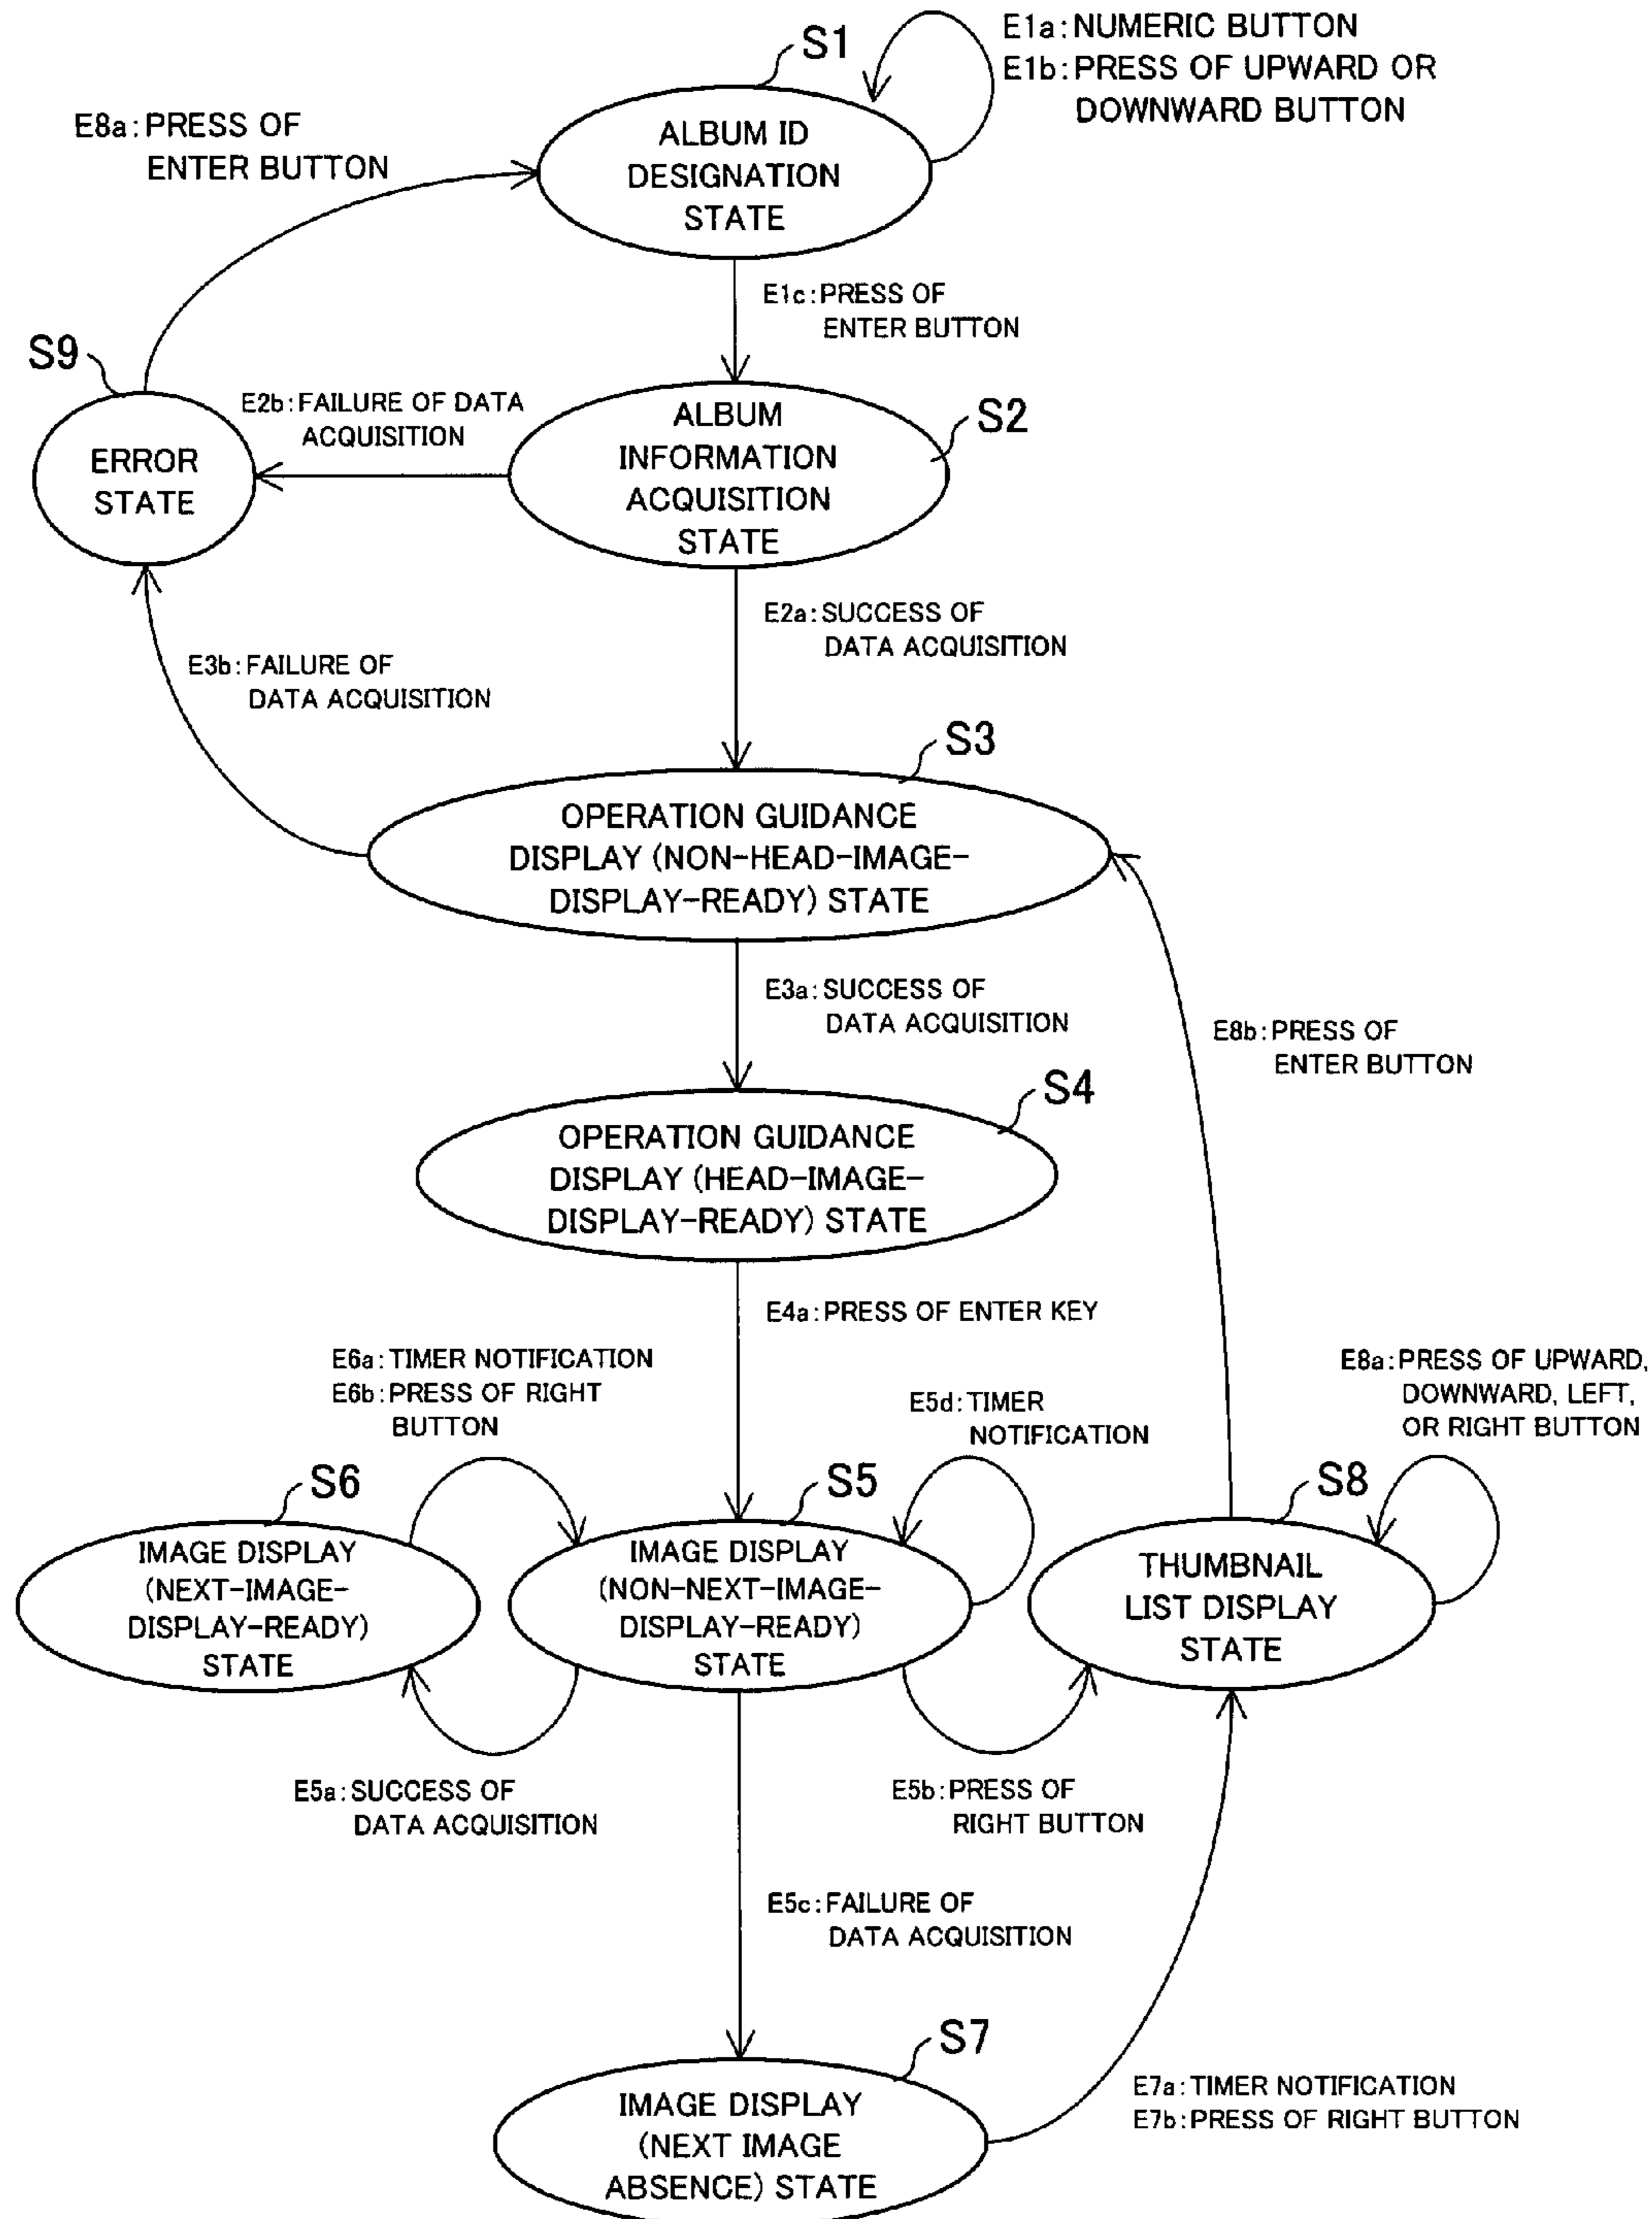 S1
E1a:NUMERIC BUTTON
E1b:PRESS OF UPWARD OR
DOWNWARD BUTTON
E8a:PRESS OF
ENTER BUTTON
ALBUM ID
DESIGNATION
STATE
E1c:PRESS OF
ENTER BUTTON
S9
ERROR
STATE
E2b:FAILURE OF DATA
ACQUISITION
S2
ALBUM
INFORMATION
ACQUISITION
STATE
E2a:SUCCESS OF
DATA ACQUISITION
E3b:FAILURE OF
DATA ACQUISITION
S3
OPERATION GUIDANCE
DISPLAY (NON-HEAD-IMAGE-
DISPLAY-READY) STATE
E3a:SUCCESS OF
DATA ACQUISITION
E8b:PRESS OF
ENTER BUTTON
S4
OPERATION GUIDANCE
DISPLAY (HEAD-IMAGE-
DISPLAY-READY) STATE
E4a:PRESS OF ENTER KEY
E6a:TIMER NOTIFICATION
E6b:PRESS OF RIGHT
BUTTON
E5d:TIMER
NOTIFICATION
E8a:PRESS OF UPWARD,
DOWNWARD, LEFT,
OR RIGHT BUTTON
S6
IMAGE DISPLAY
(NEXT-IMAGE-
DISPLAY-READY)
STATE
S5
IMAGE DISPLAY
(NON-NEXT-IMAGE-
DISPLAY-READY)
STATE
S8
THUMBNAIL
LIST DISPLAY
STATE
E5a:SUCCESS OF
DATA ACQUISITION
E5b:PRESS OF
RIGHT BUTTON
E5c:FAILURE OF
DATA ACQUISITION
S7
IMAGE DISPLAY
(NEXT IMAGE
ABSENCE) STATE
E7a:TIMER NOTIFICATION
E7b:PRESS OF RIGHT BUTTON